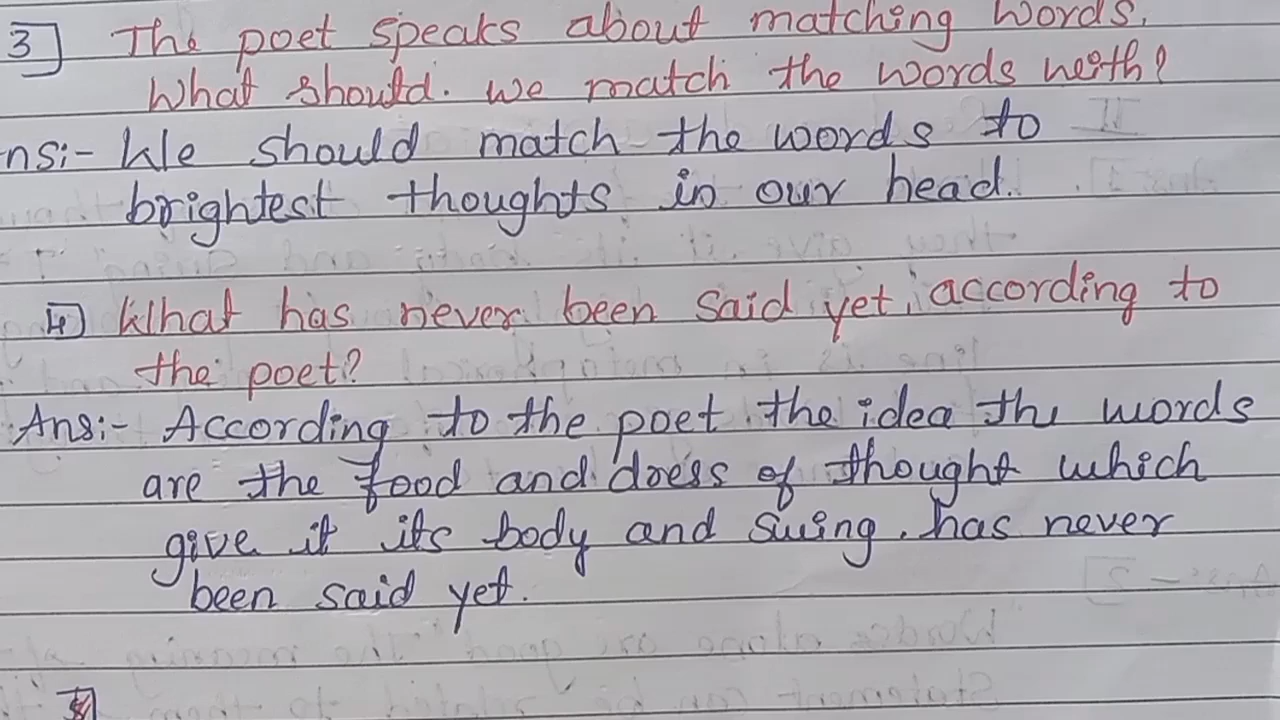 3] The poet speaks about matching words.
What should. we match the words with?
ns:- We should match the words to
brightest thoughts in our head.
4] What has never been said yet, according to
the poet?
Ans:- According to the poet the idea the words
are the food and dress of thought which
give it its body and swing. has never
been said yet.